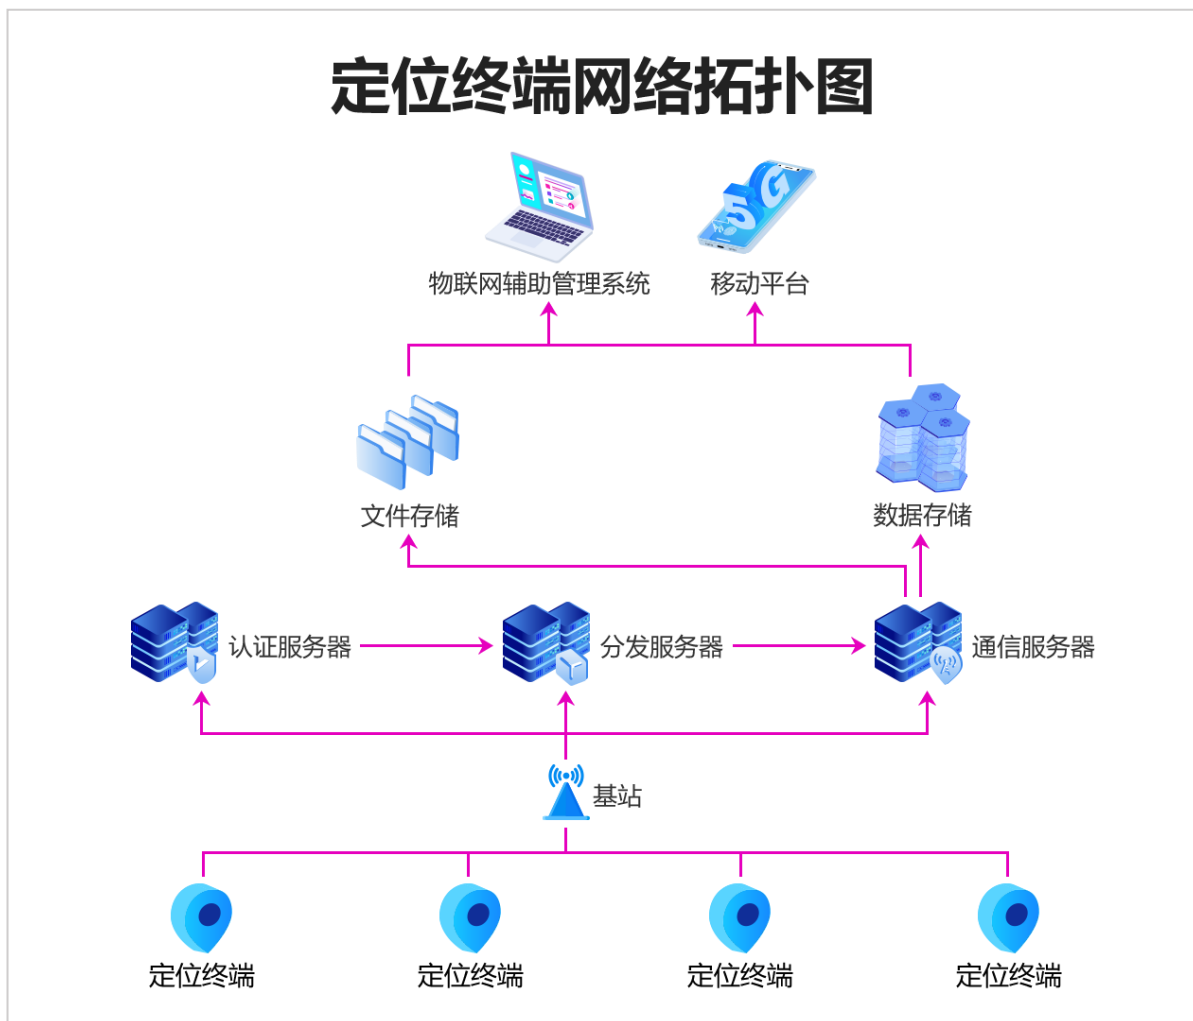 定位终端网络拓扑图
5G
物联网辅助管理系统
移动平台
文件存储
数据存储
认证服务器
分发服务器
通信服务器
基站
定位终端
定位终端
定位终端
定位终端